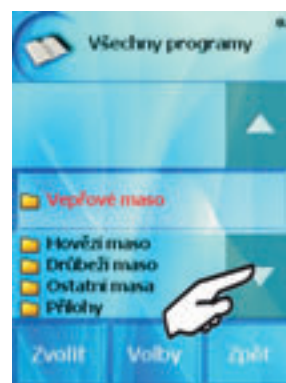 Všechny programy
Vepřové maso
Hovězí maso
Drůbeží maso
Ostatní masa
Přílohy
Zvolit Volby Zpět